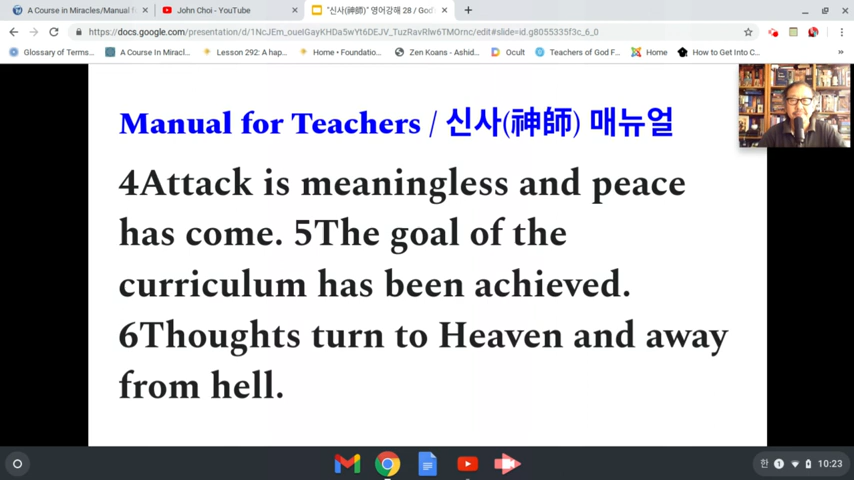 A Course in Miracles/Manual f
John Choi - YouTube
"신사(神師)" 영어강해 28 / God
https://docs.google.com/presentation/d/1NcJEm_oueIGayKHDa5wYt6DEJV_TuzRavRlw6TMOrnc/edit#slide=id.g8055335f3c_6_0
Glossary of Terms...
A Course In Miracl...
Lesson 292: A hap...
Home • Foundatio...
Zen Koans - Ashid...
Ocult
Teachers of God F...
Home
How to Get Into C...
»
Manual for Teachers / 신사(神師) 매뉴얼
4Attack is meaningless and peace
has come. 5The goal of the
curriculum has been achieved.
6Thoughts turn to Heaven and away
from hell.
한 1 10:23